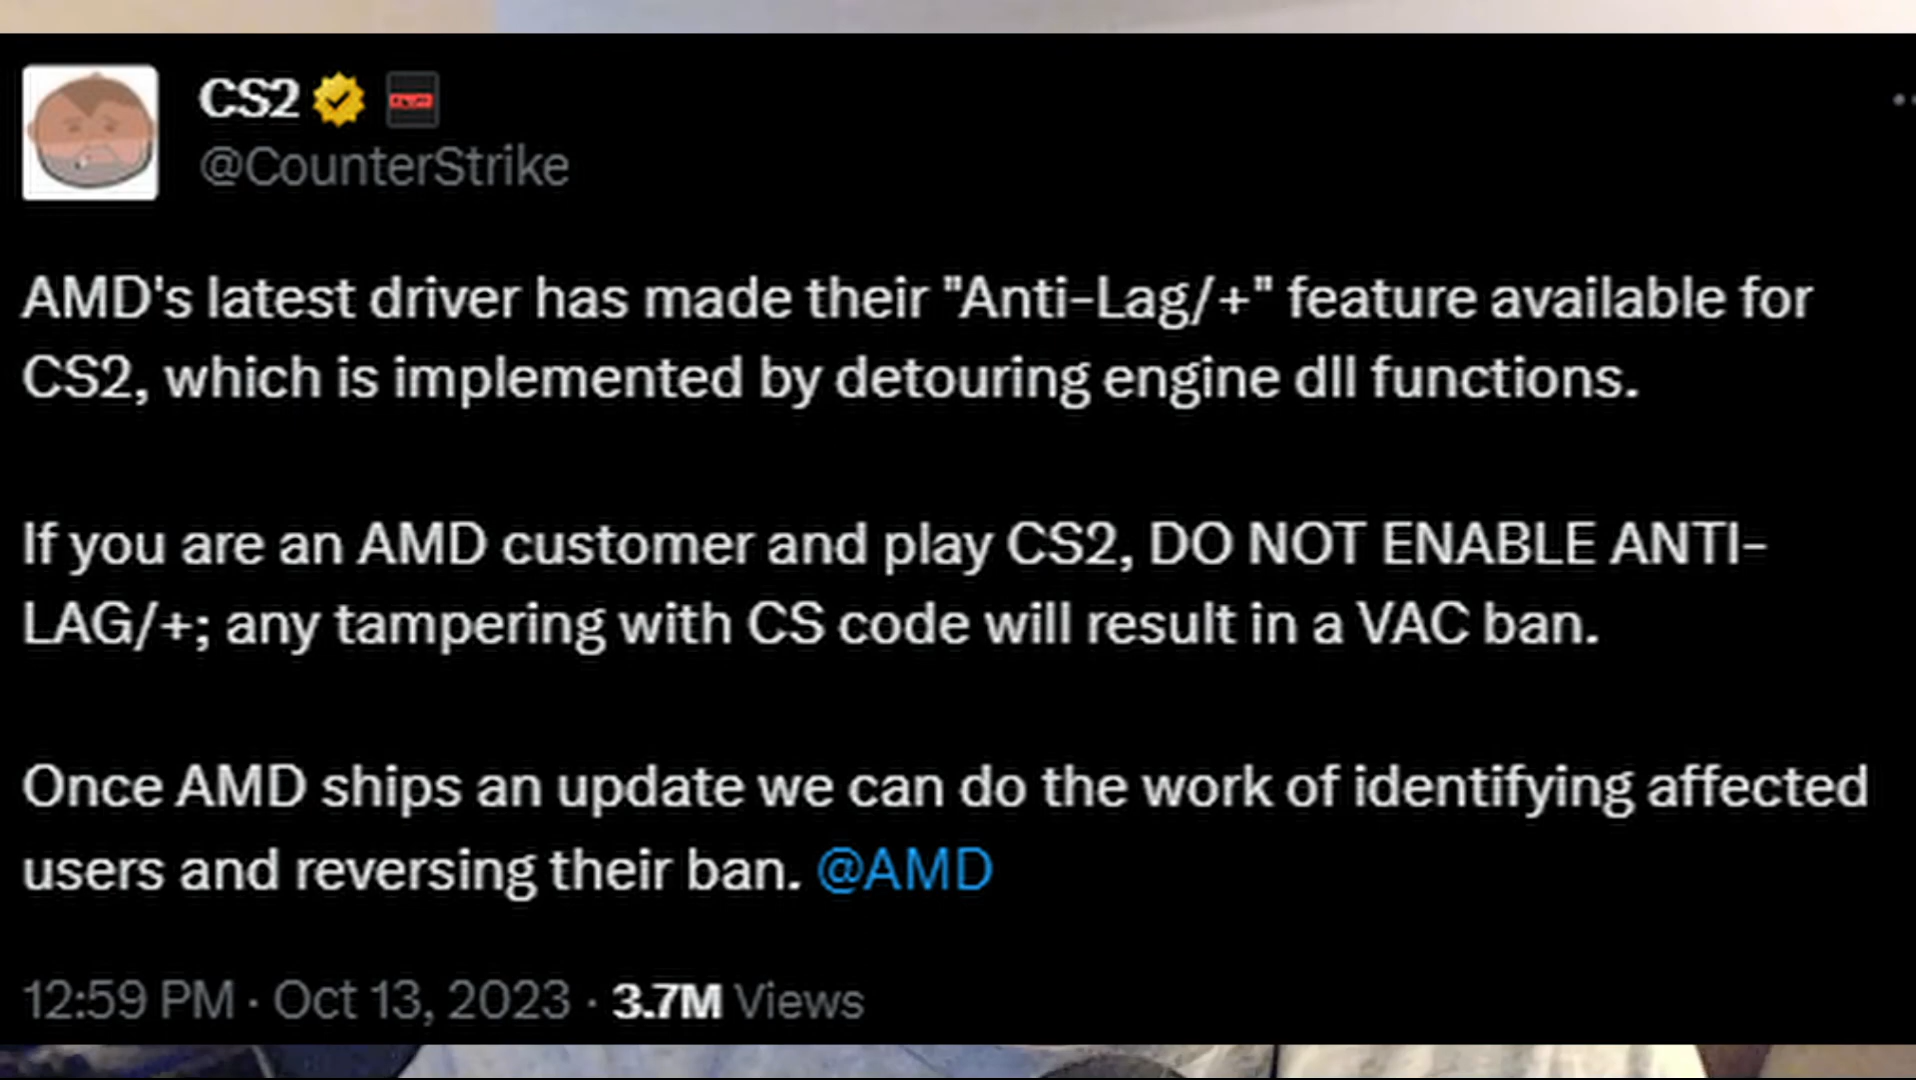 CS2
@CounterStrike
AMD's latest driver has made their "Anti-Lag/+" feature available for
CS2, which is implemented by detouring engine dll functions.
If you are an AMD customer and play CS2, DO NOT ENABLE ANTI-
LAG/+; any tampering with CS code will result in a VAC ban.
Once AMD ships an update we can do the work of identifying affected
users and reversing their ban. @AMD
12:59 PM · Oct 13, 2023 · 3.7M Views